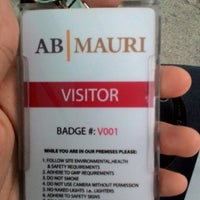 AB|MAURI
VISITOR
BADGE #: V001
WHILE YOU ARE IN OUR PREMISES PLEASE:
1. FOLLOW SITE ENVIRONMENTAL, HEALTH
& SAFETY REQUIREMENTS
2. ADHERE TO GMP REQUIREMENTS
3. DO NOT SMOKE
4. DO NOT USE CAMERA WITHOUT PERMISSION
5. NO NAKED LIGHTS i.e. LIGHTERS
6. ADHERE TO SAFETY SIGNS